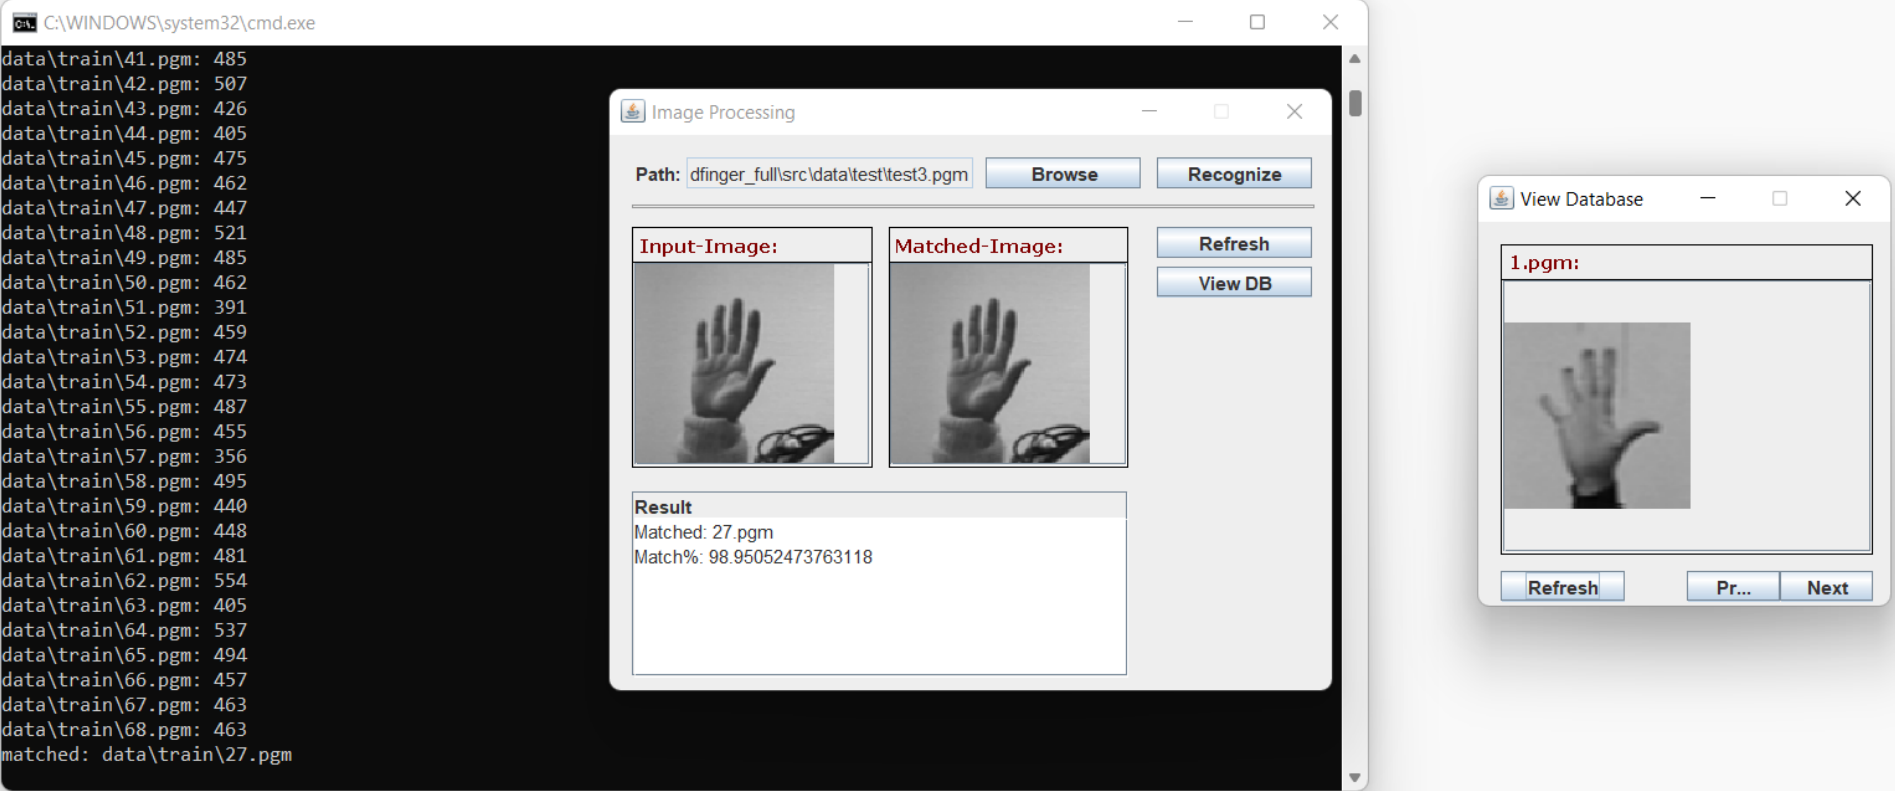 C:\WINDOWS\system32\cmd.exe
data\train\41.pgm: 485
data\train\42.pgm: 507
data\train\43.pgm: 426
data\train\44.pgm: 405
data\train\45.pgm: 475
data\train\46.pgm: 462
data\train\47.pgm: 447
data\train\48.pgm: 521
data\train\49.pgm: 485
data\train\50.pgm: 462
data\train\51.pgm: 391
data\train\52.pgm: 459
data\train\53.pgm: 474
data\train\54.pgm: 473
data\train\55.pgm: 487
data\train\56.pgm: 455
data\train\57.pgm: 356
data\train\58.pgm: 495
data\train\59.pgm: 440
data\train\60.pgm: 448
data\train\61.pgm: 481
data\train\62.pgm: 554
data\train\63.pgm: 405
data\train\64.pgm: 537
data\train\65.pgm: 494
data\train\66.pgm: 457
data\train\67.pgm: 463
data\train\68.pgm: 463
matched: data\train\27.pgm
Image Processing
Path: dfinger_full\src\data\test\test3.pgm Browse Recognize
Input-Image: Matched-Image: Refresh
View DB
Result
Matched: 27.pgm
Match%: 98.95052473763118
View Database
1.pgm:
Refresh Pr... Next